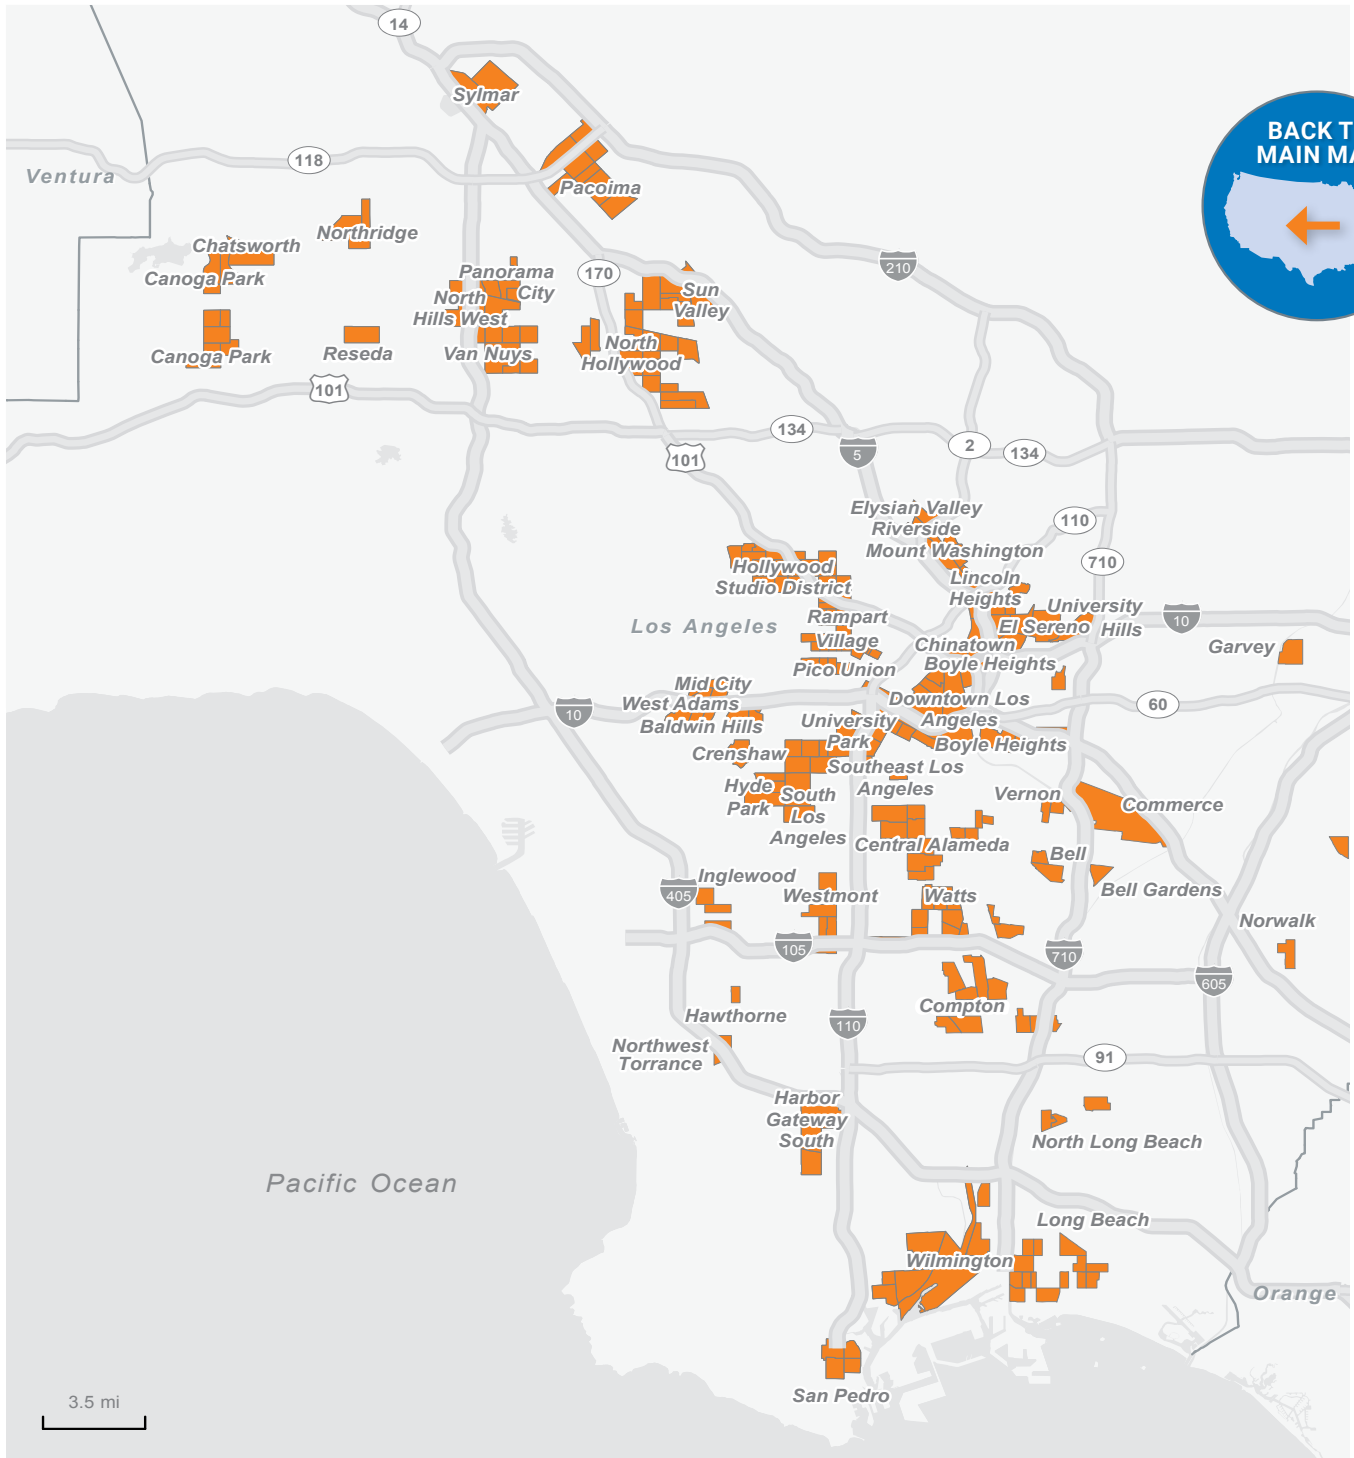 14
Sylmar
BACK T
MAIN MA
118
Ventura
Pacoima
Northridge
Chatsworth
Canoga Park
Panorama
City
170
210
North
Hills West
Sun
Valley
Canoga Park
Reseda
Van Nuys
North
Hollywood
101
134
2
134
5
101
Elysian Valley
Riverside
110
Mount Washington
710
Hollywood
Studio District
Lincoln
Heights
University
Hills
Rampart
Village
Los Angeles
El Sereno
10
Chinatown
Garvey
Boyle Heights
Pico Union
Mid City
West Adams
Baldwin Hills
Downtown Los
Angeles
60
10
University
Park
Boyle Heights
Crenshaw
Southeast Los
Angeles
Hyde
Park
South
Los
Angeles
Vernon
Commerce
Central Alameda
Bell
Inglewood
405
Westmont
Watts
Bell Gardens
Norwalk
105
710
605
Hawthorne
Compton
110
Northwest
Torrance
91
Harbor
Gateway
South
North Long Beach
Pacific Ocean
Long Beach
Wilmington
Orange
San Pedro
3.5 mi